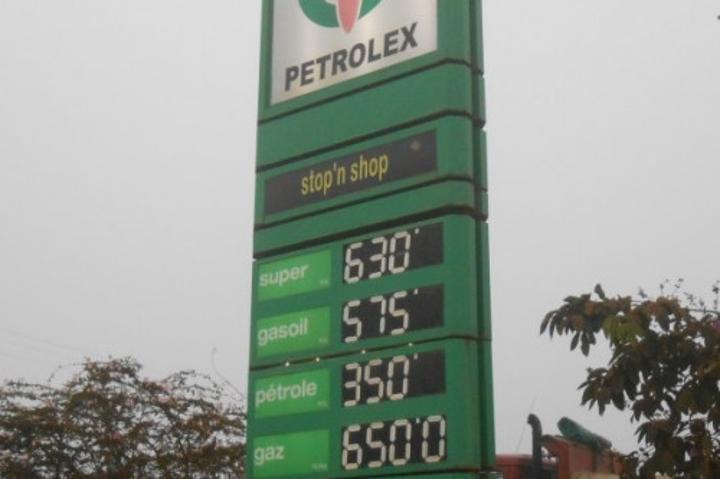 PETROLEX
stop'n shop
super 630
gasoil 575
pétrole 350
gaz 6500